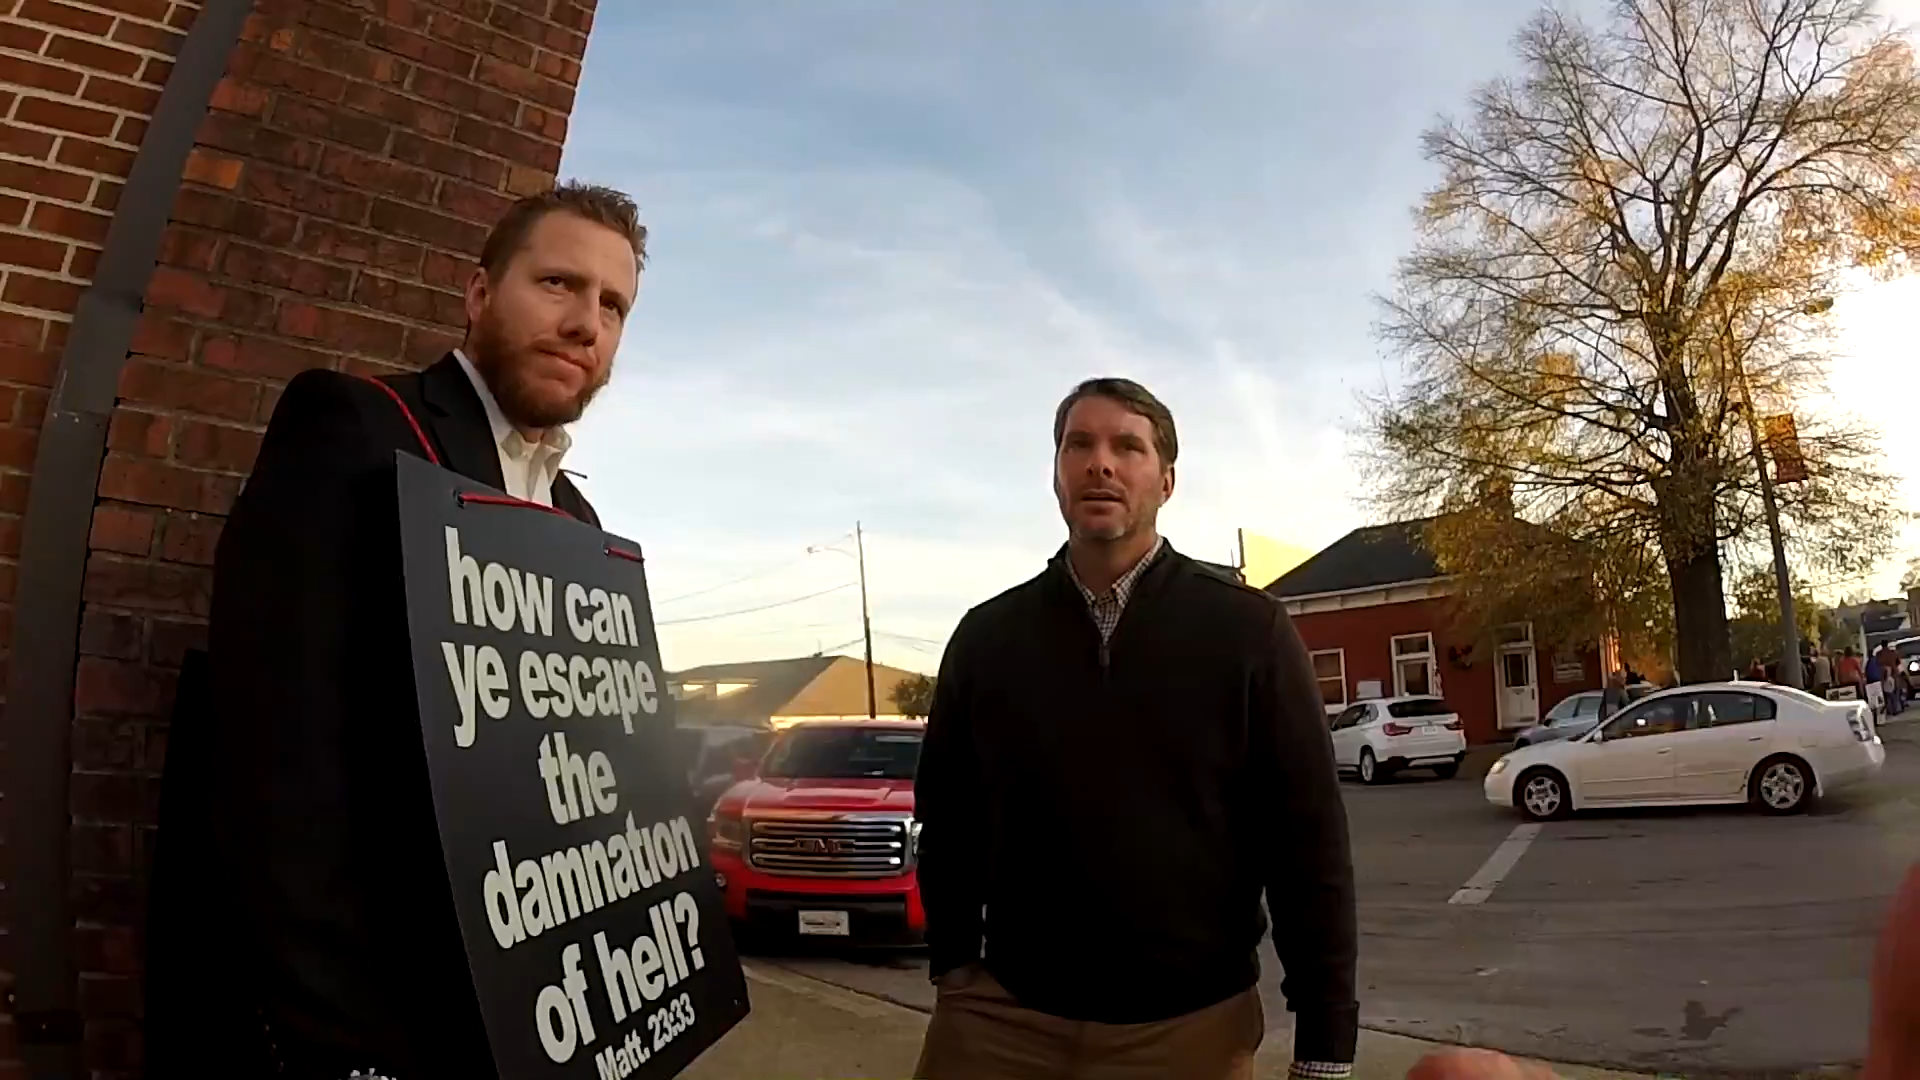 how can
ye escape
the
damnation
of hell?
Matt. 23:33
GMC